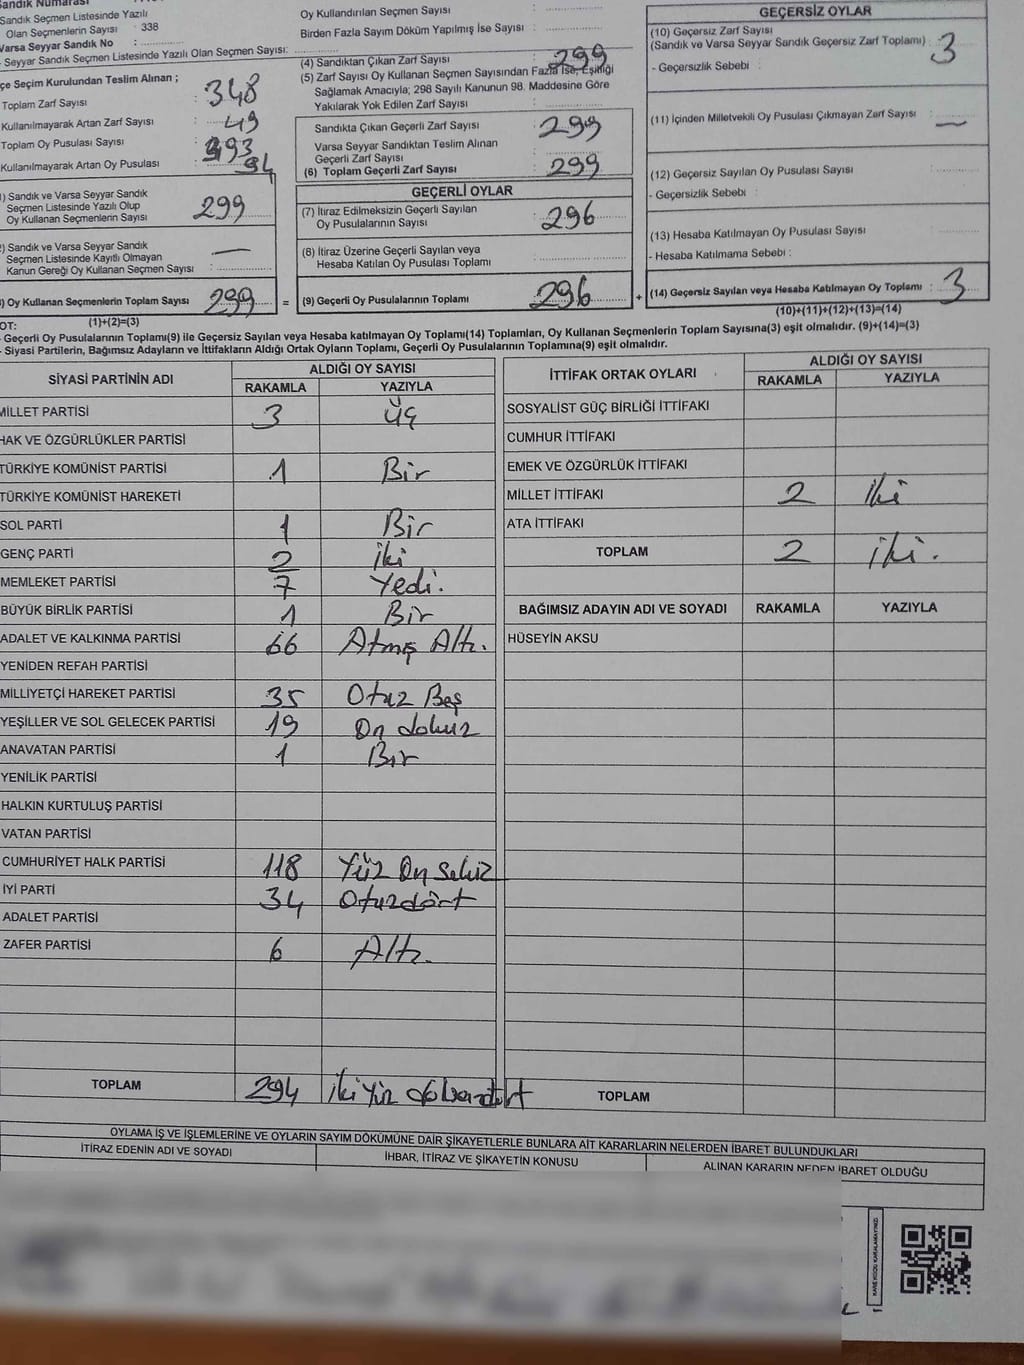 Sandık Numarası
Sandık Seçmen Listesinde Yazılı
Olan Seçmenlerin Sayısı : 338
Varsa Seyyar Sandık No :
- Seyyar Sandık Seçmen Listesinde Yazılı Olan Seçmen Sayısı:
Oy Kullandırılan Seçmen Sayısı :
Birden Fazla Sayım Döküm Yapılmış İse Sayısı :
çe Seçim Kurulundan Teslim Alınan ;
Toplam Zarf Sayısı : 348
Kullanılmayarak Artan Zarf Sayısı : 49
Toplam Oy Pusulası Sayısı : 393
Kullanılmayarak Artan Oy Pusulası : 94
1) Sandık ve Varsa Seyyar Sandık
Seçmen Listesinde Yazılı Olup
Oy Kullanan Seçmenlerin Sayısı 299
) Sandık ve Varsa Seyyar Sandık
Seçmen Listesinde Kayıtlı Olmayan
Kanun Gereği Oy Kullanan Seçmen Sayısı : —
) Oy Kullanan Seçmenlerin Toplam Sayısı 299 =
(1)+(2)=(3)
(4) Sandıktan Çıkan Zarf Sayısı : 299
(5) Zarf Sayısı Oy Kullanan Seçmen Sayısından Fazla İse, Eşitliği
Sağlamak Amacıyla; 298 Sayılı Kanunun 98. Maddesine Göre
Yakılarak Yok Edilen Zarf Sayısı :
Sandıkta Çıkan Geçerli Zarf Sayısı : 299
Varsa Seyyar Sandıktan Teslim Alınan
Geçerli Zarf Sayısı :
(6) Toplam Geçerli Zarf Sayısı : 299
GEÇERLİ OYLAR
(7) İtiraz Edilmeksizin Geçerli Sayılan
Oy Pusulalarının Sayısı : 296
(8) İtiraz Üzerine Geçerli Sayılan veya
Hesaba Katılan Oy Pusulası Toplamı :
(9) Geçerli Oy Pusulalarının Toplamı : 296 +
GEÇERSİZ OYLAR
(10) Geçersiz Zarf Sayısı
(Sandık ve Varsa Seyyar Sandık Geçersiz Zarf Toplamı) : 3
- Geçersizlik Sebebi :
(11) İçinden Milletvekili Oy Pusulası Çıkmayan Zarf Sayısı : —
(12) Geçersiz Sayılan Oy Pusulası Sayısı :
- Geçersizlik Sebebi :
(13) Hesaba Katılmayan Oy Pusulası Sayısı :
- Hesaba Katılmama Sebebi :
(14) Geçersiz Sayılan veya Hesaba Katılmayan Oy Toplamı : 3
(10)+(11)+(12)+(13)=(14)
OT:
- Geçerli Oy Pusulalarının Toplamı(9) ile Geçersiz Sayılan veya Hesaba katılmayan Oy Toplamı(14) Toplamları, Oy Kullanan Seçmenlerin Toplam Sayısına(3) eşit olmalıdır. (9)+(14)=(3)
- Siyasi Partilerin, Bağımsız Adayların ve İttifakların Aldığı Ortak Oyların Toplamı, Geçerli Oy Pusulalarının Toplamına(9) eşit olmalıdır.
SİYASİ PARTİNİN ADI ALDIĞI OY SAYISI
RAKAMLA YAZIYLA
MİLLET PARTİSİ 3 Üç
HAK VE ÖZGÜRLÜKLER PARTİSİ
TÜRKİYE KOMÜNİST PARTİSİ 1 Bir
TÜRKİYE KOMÜNİST HAREKETİ
SOL PARTİ 1 Bir
GENÇ PARTİ 2 İki
MEMLEKET PARTİSİ 7 Yedi.
BÜYÜK BİRLİK PARTİSİ 1 Bir
ADALET VE KALKINMA PARTİSİ 66 Atmış Altı.
YENİDEN REFAH PARTİSİ
MİLLİYETÇİ HAREKET PARTİSİ 35 Otuz Beş
YEŞİLLER VE SOL GELECEK PARTİSİ 19 On dokuz
ANAVATAN PARTİSİ 1 Bir
YENİLİK PARTİSİ
HALKIN KURTULUŞ PARTİSİ
VATAN PARTİSİ
CUMHURİYET HALK PARTİSİ 118 Yüz On Sekiz
İYİ PARTİ 34 Otuzdört
ADALET PARTİSİ
ZAFER PARTİSİ 6 Altı.
TOPLAM 294 İki Yüz
İTTİFAK ORTAK OYLARI ALDIĞI OY SAYISI
RAKAMLA YAZIYLA
SOSYALİST GÜÇ BİRLİĞİ İTTİFAKI
CUMHUR İTTİFAKI
EMEK VE ÖZGÜRLÜK İTTİFAKI
MİLLET İTTİFAKI 2 İki
ATA İTTİFAKI
TOPLAM 2 İki.
BAĞIMSIZ ADAYIN ADI VE SOYADI RAKAMLA YAZIYLA
HÜSEYİN AKSU
TOPLAM
OYLAMA İŞ VE İŞLEMLERİNE VE OYLARIN SAYIM DÖKÜMÜNE DAİR ŞİKAYETLERLE BUNLARA AİT KARARLARIN NELERDEN İBARET BULUNDUKLARI
İTİRAZ EDENİN ADI VE SOYADI İHBAR, İTİRAZ VE ŞİKAYETİN KONUSU ALINAN KARARIN NEDEN İBARET OLDUĞU
KARE KODU KARALAMAYINIZ!